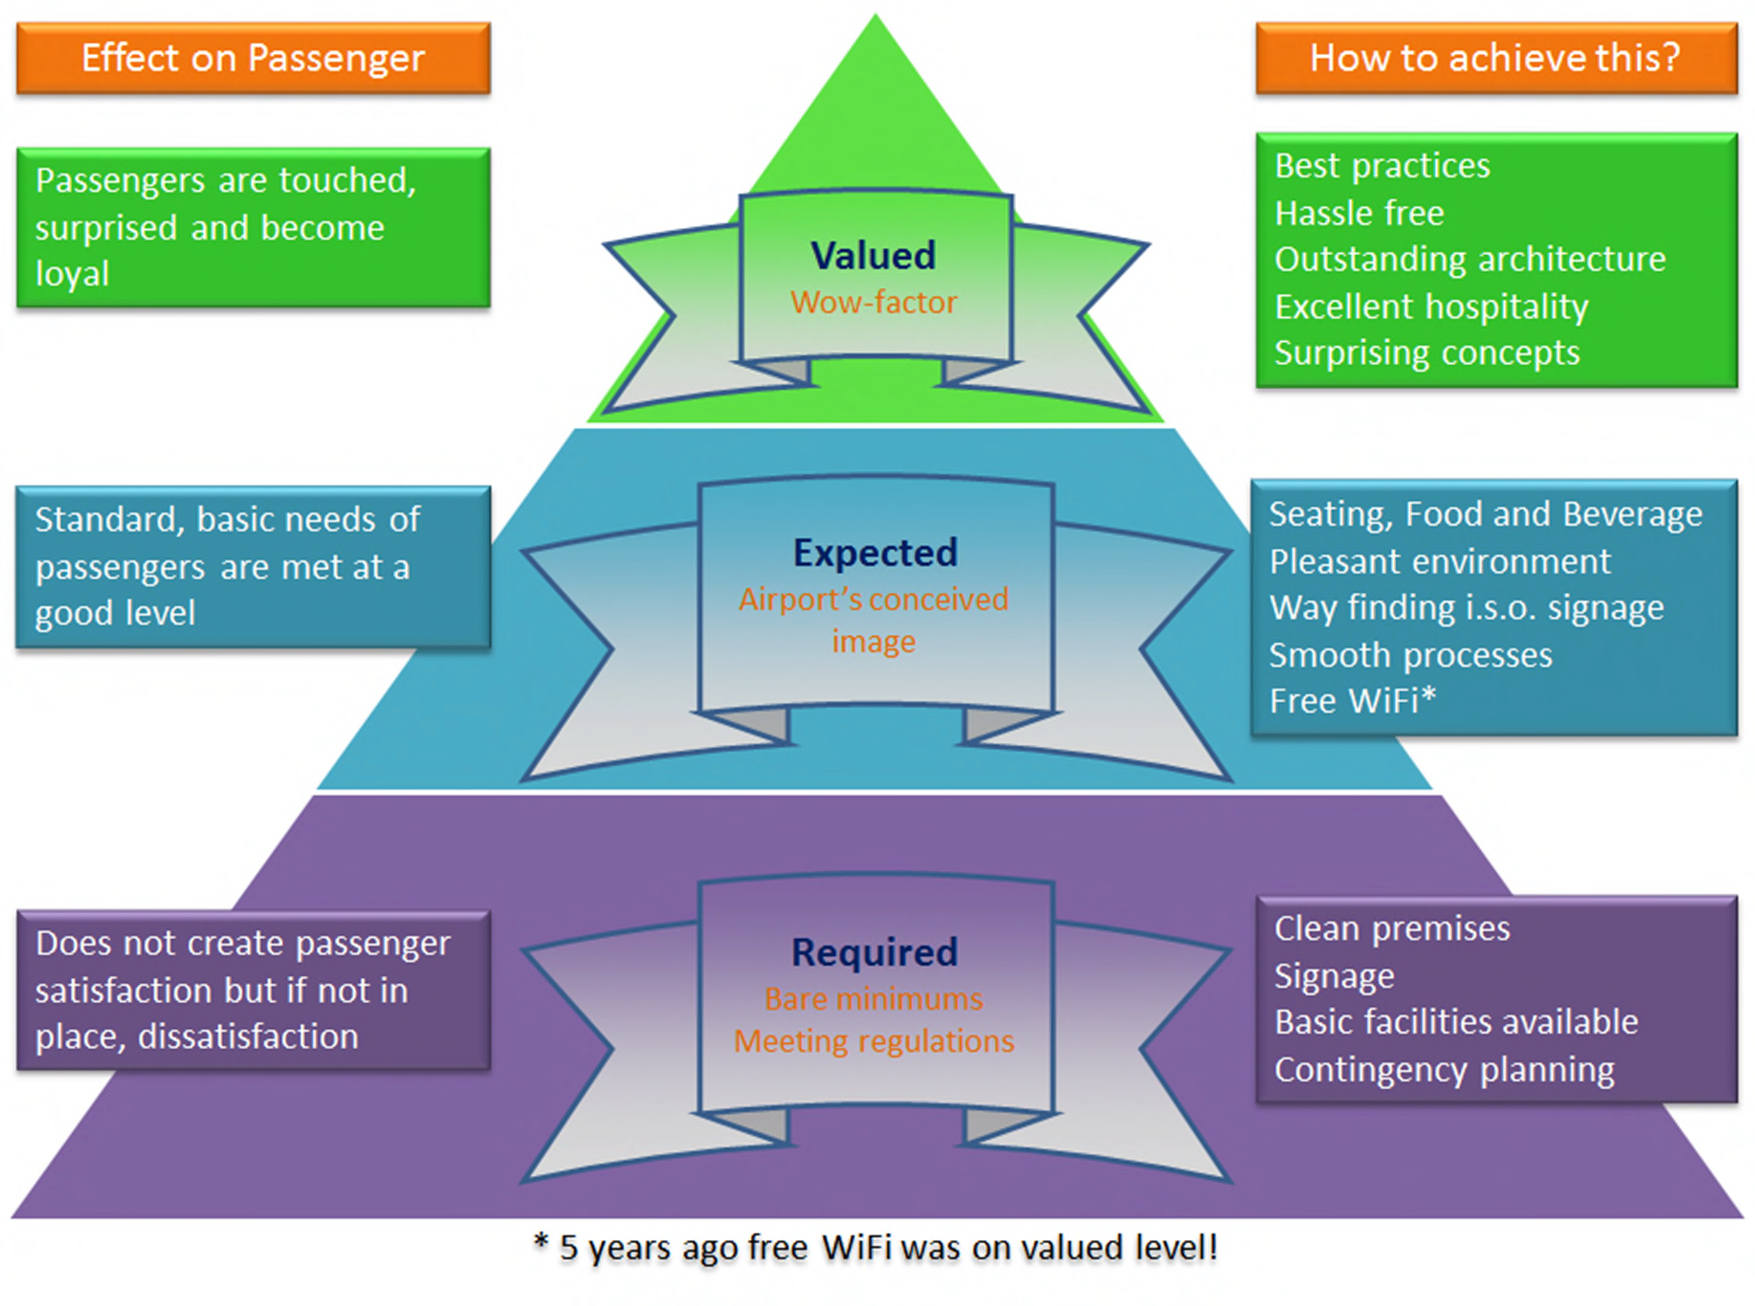 Effect on Passenger
How to achieve this?
Passengers are touched,
surprised and become
loyal
Valued
Wow-factor
Best practices
Hassle free
Outstanding architecture
Excellent hospitality
Surprising concepts
Standard, basic needs of
passengers are met at a
good level
Expected
Airport's conceived
image
Seating, Food and Beverage
Pleasant environment
Way finding i.s.o. signage
Smooth processes
Free WiFi*
Does not create passenger
satisfaction but if not in
place, dissatisfaction
Required
Bare minimums
Meeting regulations
Clean premises
Signage
Basic facilities available
Contingency planning
* 5 years ago free WiFi was on valued level!